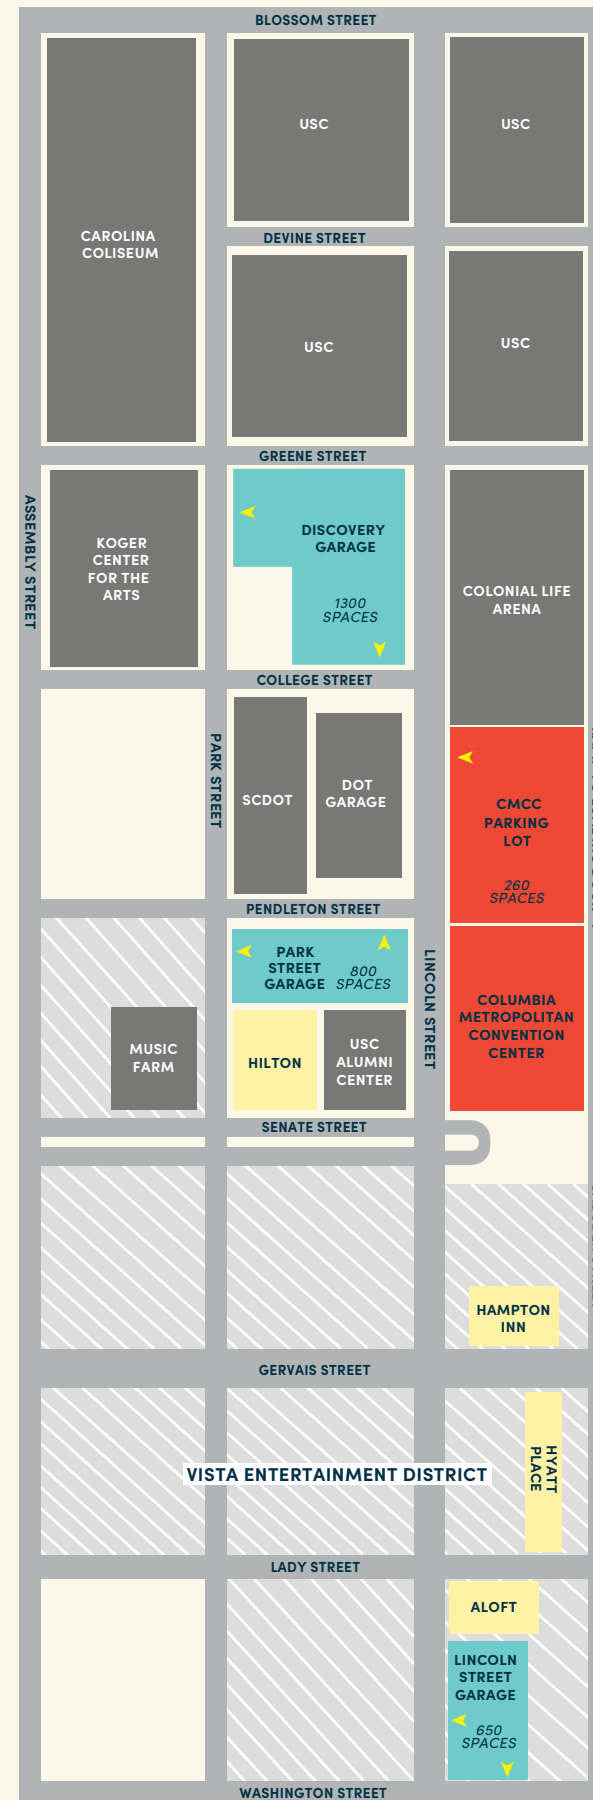 BLOSSOM STREET
USC
USC
CAROLINA
COLISEUM
DEVINE STREET
USC
USC
GREENE STREET
ASSEMBLY STREET
KOGER
CENTER
FOR THE
ARTS
DISCOVERY
GARAGE
1300
SPACES
COLONIAL LIFE
ARENA
COLLEGE STREET
PARK STREET
SCDOT
DOT
GARAGE
CMCC
PARKING
LOT
260
SPACES
PENDLETON STREET
PARK
STREET
GARAGE
800
SPACES
LINCOLN STREET
COLUMBIA
METROPOLITAN
CONVENTION
CENTER
MUSIC
FARM
HILTON
USC
ALUMNI
CENTER
SENATE STREET
HAMPTON
INN
GERVAIS STREET
VISTA ENTERTAINMENT DISTRICT
HYATT
PLACE
LADY STREET
ALOFT
LINCOLN
STREET
GARAGE
650
SPACES
WASHINGTON STREET